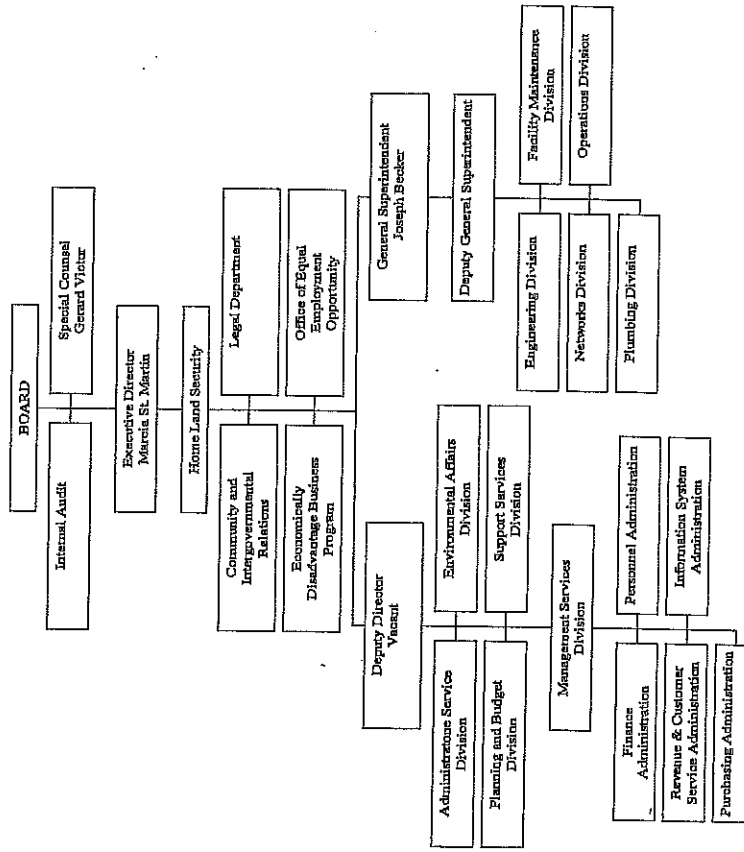 BOARD
Internal Audit
Special Counsel
Gerard Victor
Executive Director
Marcia St. Martin
Home Land Security
Community and
Intergovernmental
Relations
Legal Department
Economically
Disadvantage Business
Program
Office of Equal
Employment
Opportunity
Deputy Director
Vacant
General Superintendent
Joseph Becker
Administratone Service
Division
Environmental Affairs
Division
Planning and Budget
Division
Support Services
Division
Management Services
Division
Finance
Administration
Personnel Administration
Revenue & Customer
Service Administration
Information System
Administration
Purchasing Administration
Deputy General Superintendent
Engineering Division
Facility Maintenance
Division
Networks Division
Operations Division
Plumbing Division